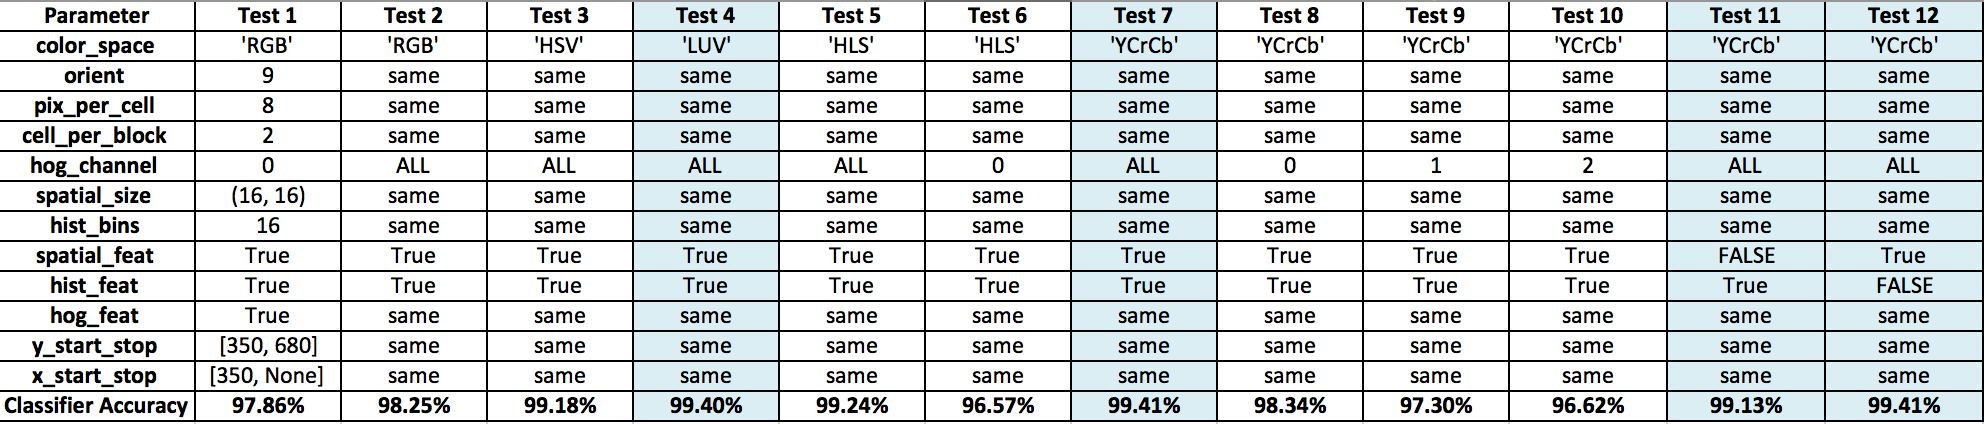 Parameter Test 1 Test 2 Test 3 Test 4 Test 5 Test 6 Test 7 Test 8 Test 9 Test 10 Test 11 Test 12
color_space 'RGB' 'RGB' 'HSV' 'LUV' 'HLS' 'HLS' 'YCrCb' 'YCrCb' 'YCrCb' 'YCrCb' 'YCrCb' 'YCrCb'
orient 9 same same same same same same same same same same same
pix_per_cell 8 same same same same same same same same same same same
cell_per_block 2 same same same same same same same same same same same
hog_channel 0 ALL ALL ALL ALL 0 ALL 0 1 2 ALL ALL
spatial_size (16, 16) same same same same same same same same same same same
hist_bins 16 same same same same same same same same same same same
spatial_feat True True True True True True True True True True FALSE True
hist_feat True True True True True True True True True True True FALSE
hog_feat True same same same same same same same same same same same
y_start_stop [350, 680] same same same same same same same same same same same
x_start_stop [350, None] same same same same same same same same same same same
Classifier Accuracy 97.86% 98.25% 99.18% 99.40% 99.24% 96.57% 99.41% 98.34% 97.30% 96.62% 99.13% 99.41%